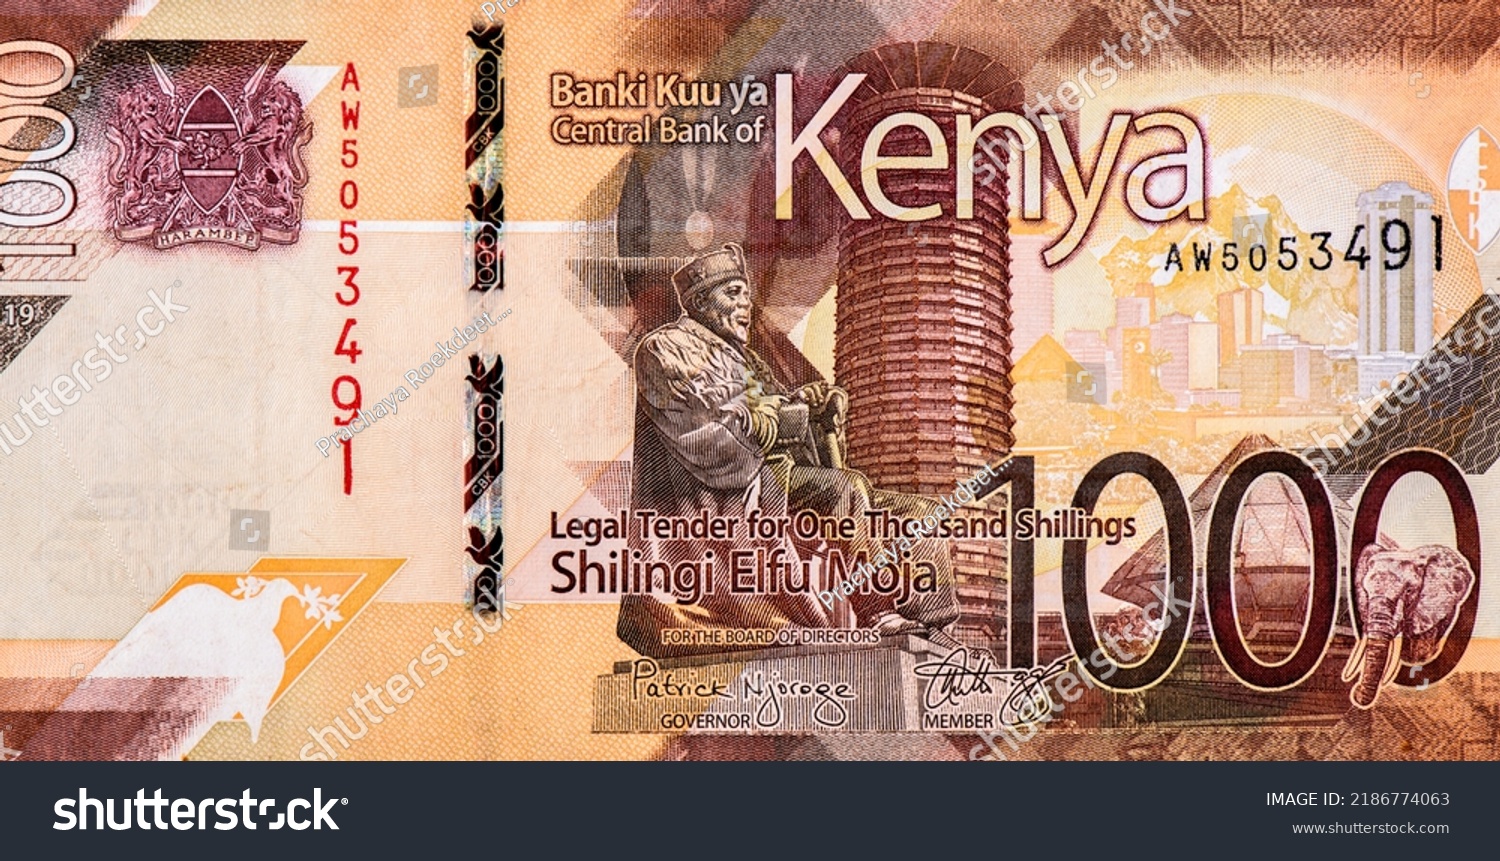 1000
19
HARAMBEE
AW5053491
CBK 1000
1000
CBK 1000
1000
Banki Kuu ya
Central Bank of
Kenya
AW5053491
CBK
Legal Tender for One Thousand Shillings
Shilingi Elfu Moja
1000
FOR THE BOARD OF DIRECTORS
Patrick Njoroge
GOVERNOR
MEMBER
shutterstock
Prachaya Roekdeet ...
shutterstock
IMAGE ID: 2186774063
www.shutterstock.com